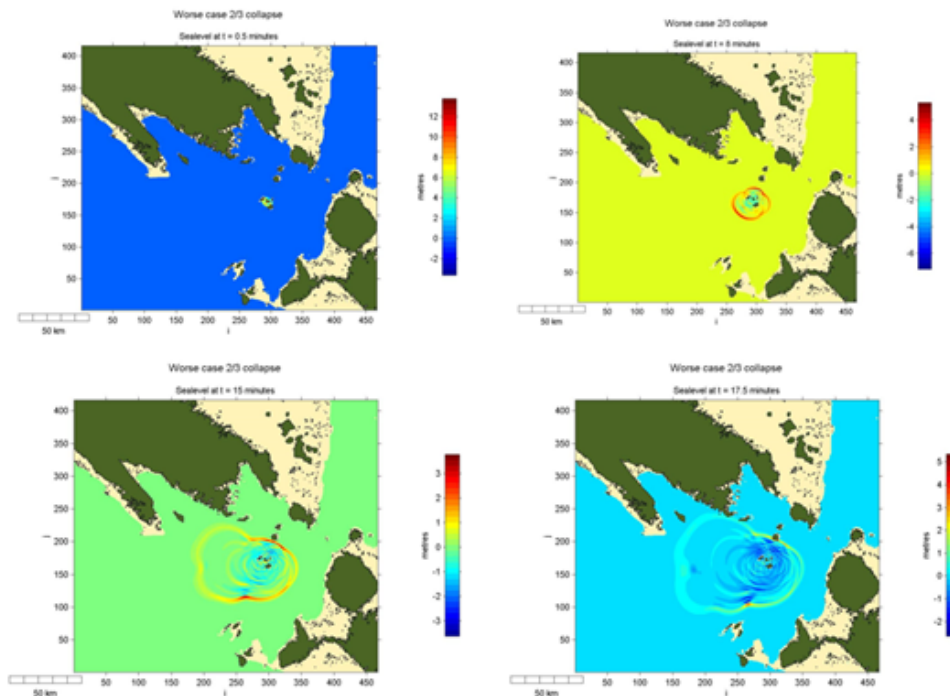 Worse case 2/3 collapse
Sealevel at t = 0.5 minutes
400
350
300
250
200
150
100
50
j
50 100 150 200 250 300 350 400 450
i
50 km
12
10
8
6
4
2
0
-2
metres
Worse case 2/3 collapse
Sealevel at t = 8 minutes
400
350
300
250
200
150
100
50
j
50 100 150 200 250 300 350 400 450
i
50 km
4
2
0
-2
-4
-6
metres
Worse case 2/3 collapse
Sealevel at t = 15 minutes
400
350
300
250
200
150
100
50
j
50 100 150 200 250 300 350 400 450
i
50 km
3
2
1
0
-1
-2
-3
metres
Worse case 2/3 collapse
Sealevel at t = 17.5 minutes
400
350
300
250
200
150
100
50
j
50 100 150 200 250 300 350 400 450
i
50 km
5
4
3
2
1
0
-1
-2
metres